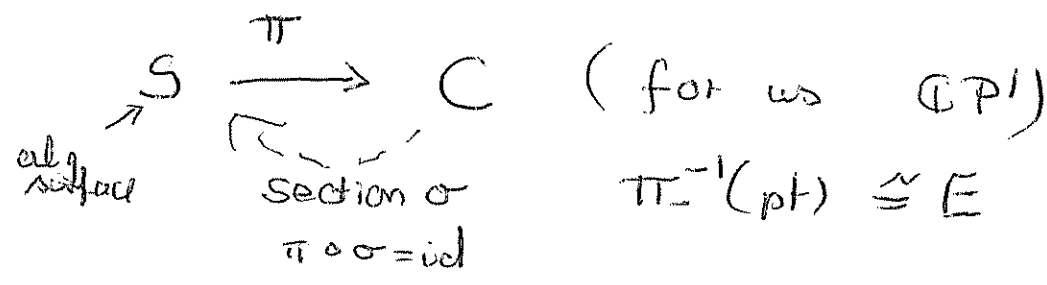 π
S → C (for us ℂP¹)
alg surface
section σ
π⁻¹(pt) ≅ E
π ∘ σ = id